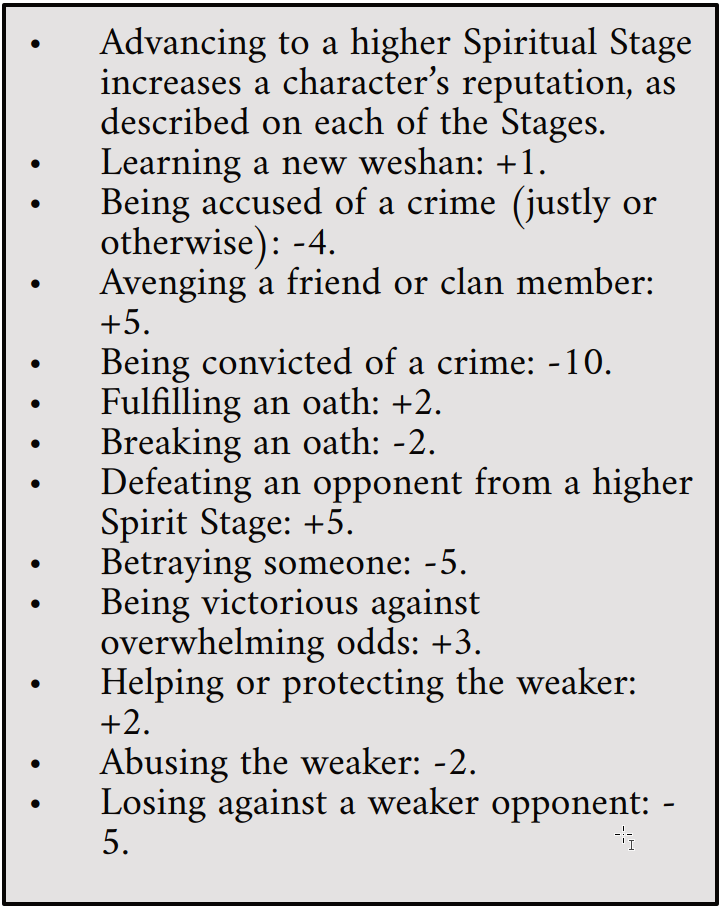 • Advancing to a higher Spiritual Stage
increases a character’s reputation, as
described on each of the Stages.
• Learning a new weshan: +1.
• Being accused of a crime (justly or
otherwise): -4.
• Avenging a friend or clan member:
+5.
• Being convicted of a crime: -10.
• Fulfilling an oath: +2.
• Breaking an oath: -2.
• Defeating an opponent from a higher
Spirit Stage: +5.
• Betraying someone: -5.
• Being victorious against
overwhelming odds: +3.
• Helping or protecting the weaker:
+2.
• Abusing the weaker: -2.
• Losing against a weaker opponent: -
5.